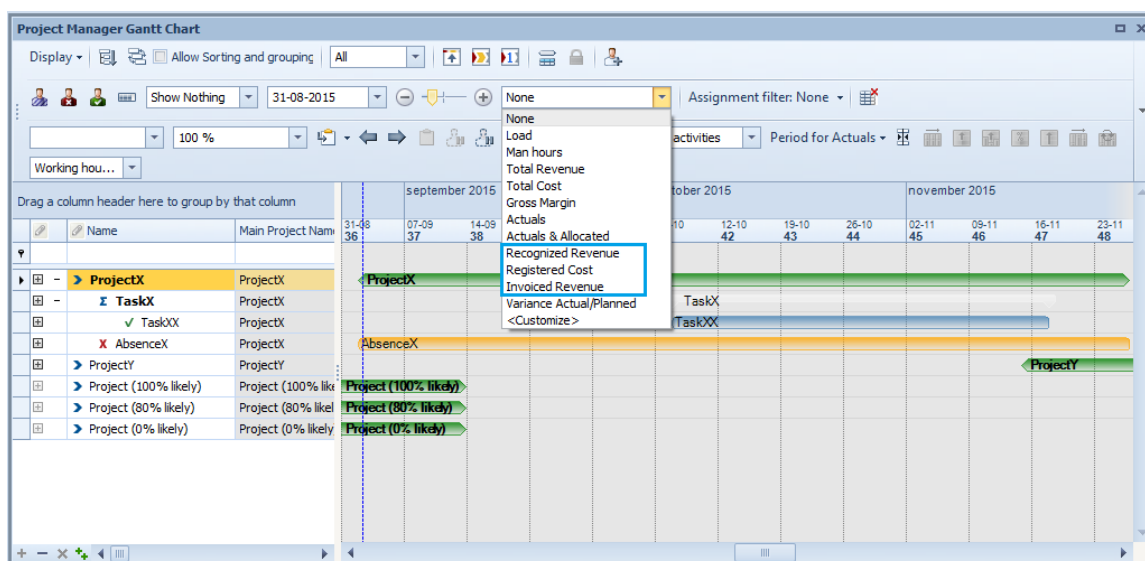 Project Manager Gantt Chart
Display Allow Sorting and grouping All
Show Nothing 31-08-2015 None Assignment filter: None
None
Load
Man hours
Total Revenue
Total Cost
Gross Margin
Actuals
Actuals & Allocated
Recognized Revenue
Registered Cost
Invoiced Revenue
Variance Actual/Planned
<Customize>
100 % activities Period for Actuals
Working hou...
Drag a column header here to group by that column
september 2015 tober 2015 november 2015
Name Main Project Name
31-08 07-09 14-09 -10 12-10 19-10 26-10 02-11 09-11 16-11 23-11
36 37 38 42 43 44 45 46 47 48
ProjectX ProjectX ProjectX
Σ TaskX ProjectX TaskX
TaskXX ProjectX TaskXX
AbsenceX ProjectX AbsenceX
ProjectY ProjectY ProjectY
Project (100% likely) Project (100% like Project (100% likely)
Project (80% likely) Project (80% likel Project (80% likely)
Project (0% likely) Project (0% likely Project (0% likely)